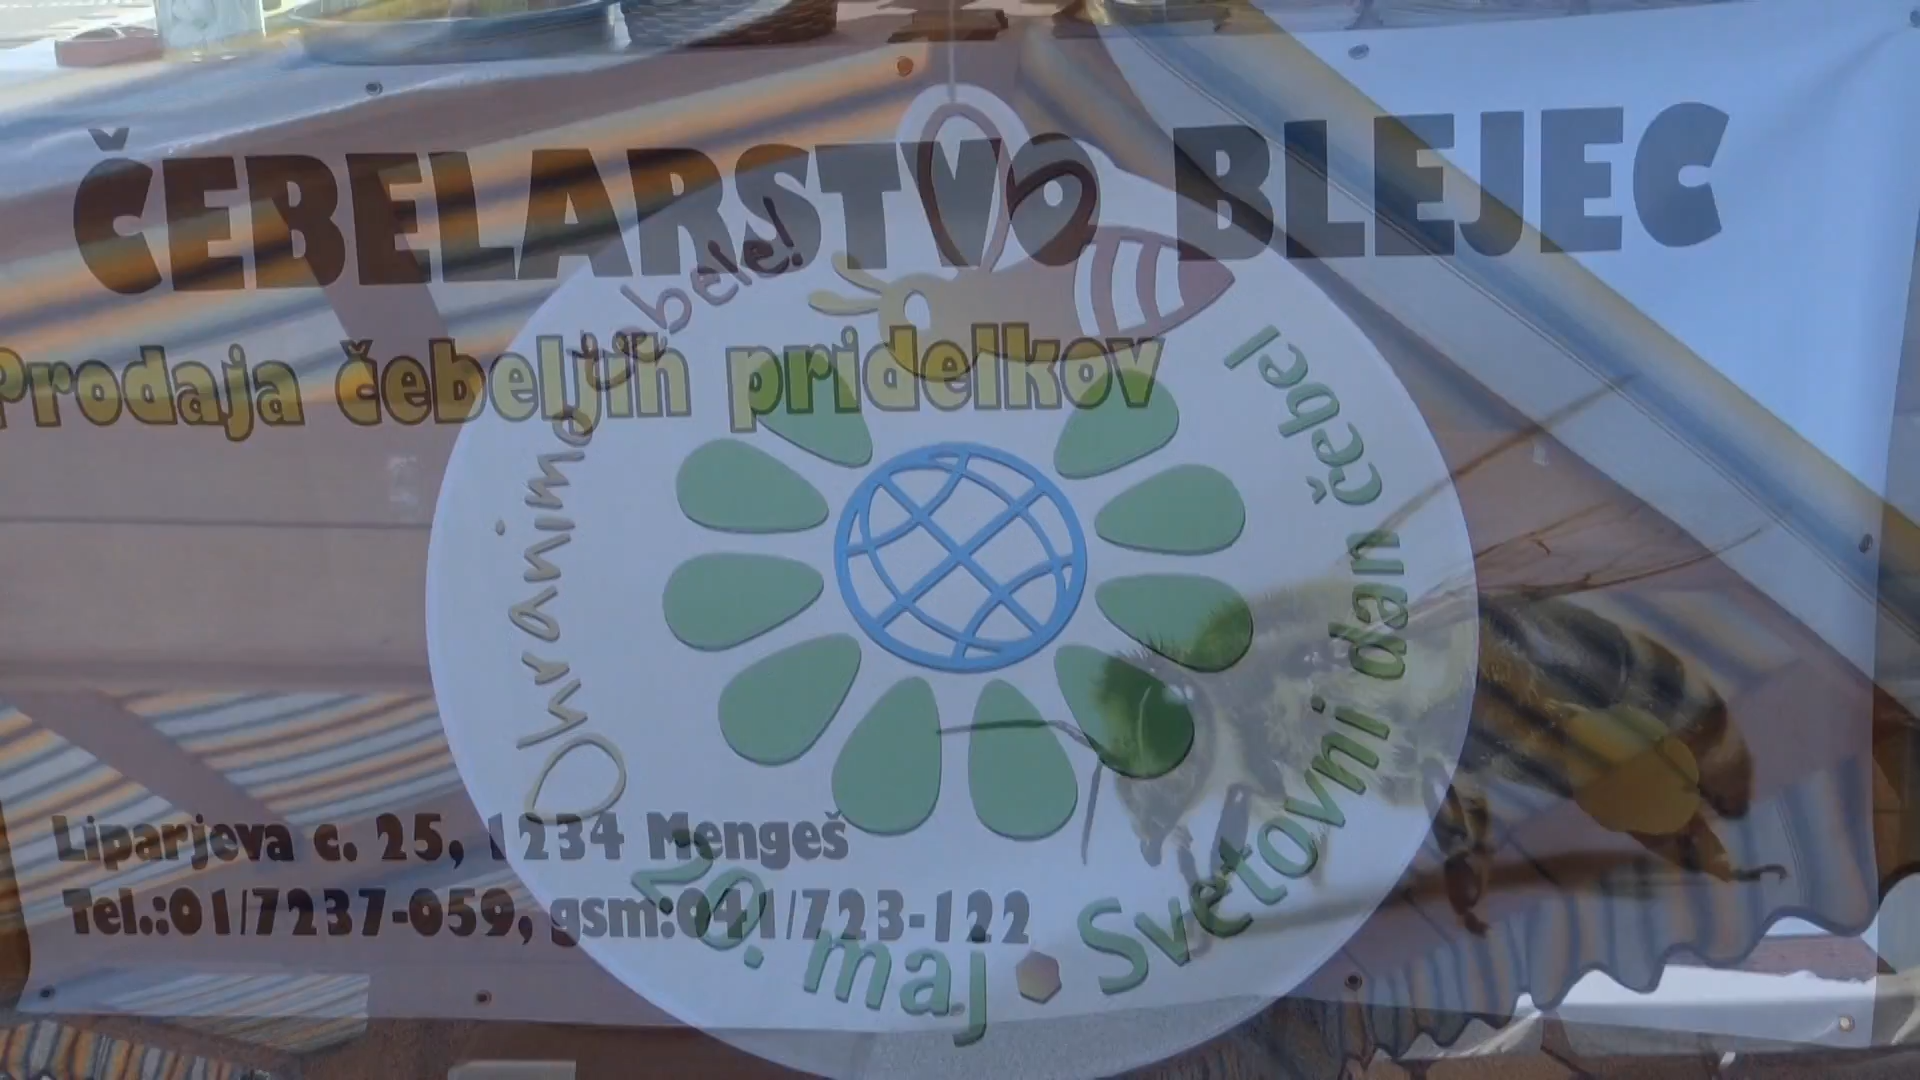 ČEBELARSTVO BLEJEC
Prodaja čebeljih pridelkov
Liparjeva c. 25, 1234 Mengeš
Tel.:01/7237-059, gsm:041/723-122
Ohranimo čebele!
20. maj • Svetovni dan čebel